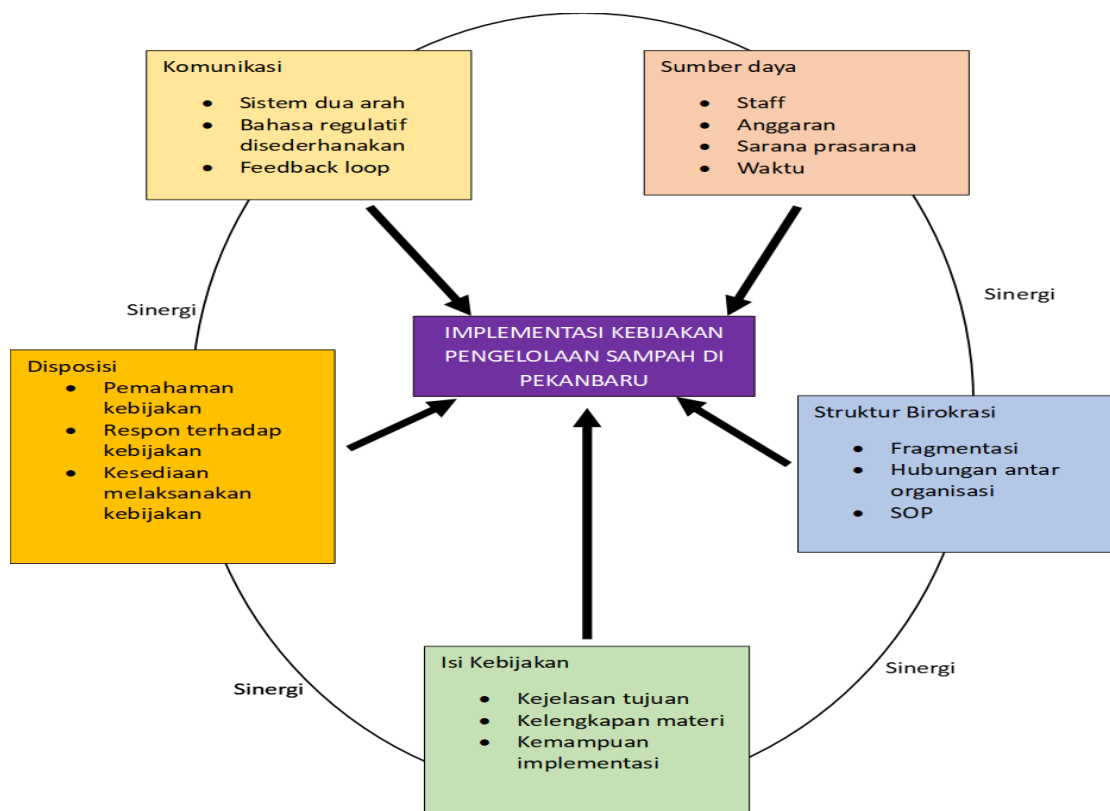 Komunikasi
• Sistem dua arah
• Bahasa regulatif
disederhanakan
• Feedback loop
Sumber daya
• Staff
• Anggaran
• Sarana prasarana
• Waktu
Sinergi
Sinergi
IMPLEMENTASI KEBIJAKAN
PENGELOLAAN SAMPAH DI
PEKANBARU
Disposisi
• Pemahaman
kebijakan
• Respon terhadap
kebijakan
• Kesediaan
melaksanakan
kebijakan
Struktur Birokrasi
• Fragmentasi
• Hubungan antar
organisasi
• SOP
Sinergi
Sinergi
Isi Kebijakan
• Kejelasan tujuan
• Kelengkapan materi
• Kemampuan
implementasi